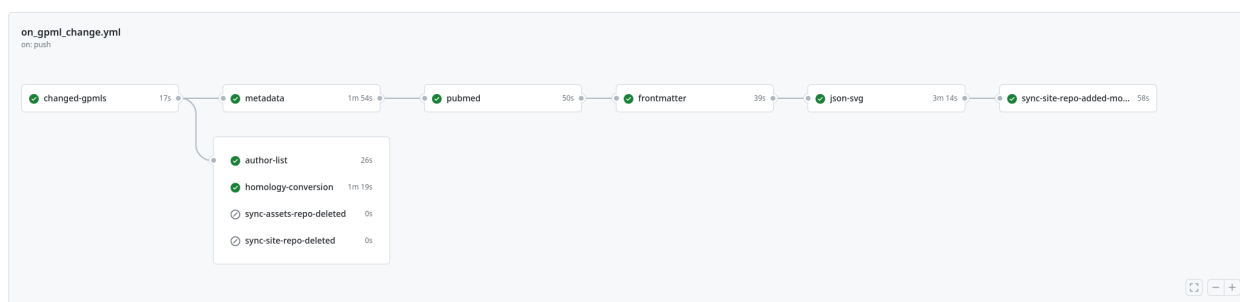 on_gpml_change.yml
on: push
changed-gpmls 17s
metadata 1m 54s
pubmed 50s
frontmatter 39s
json-svg 3m 14s
sync-site-repo-added-mo... 58s
author-list 26s
homology-conversion 1m 19s
sync-assets-repo-deleted 0s
sync-site-repo-deleted 0s